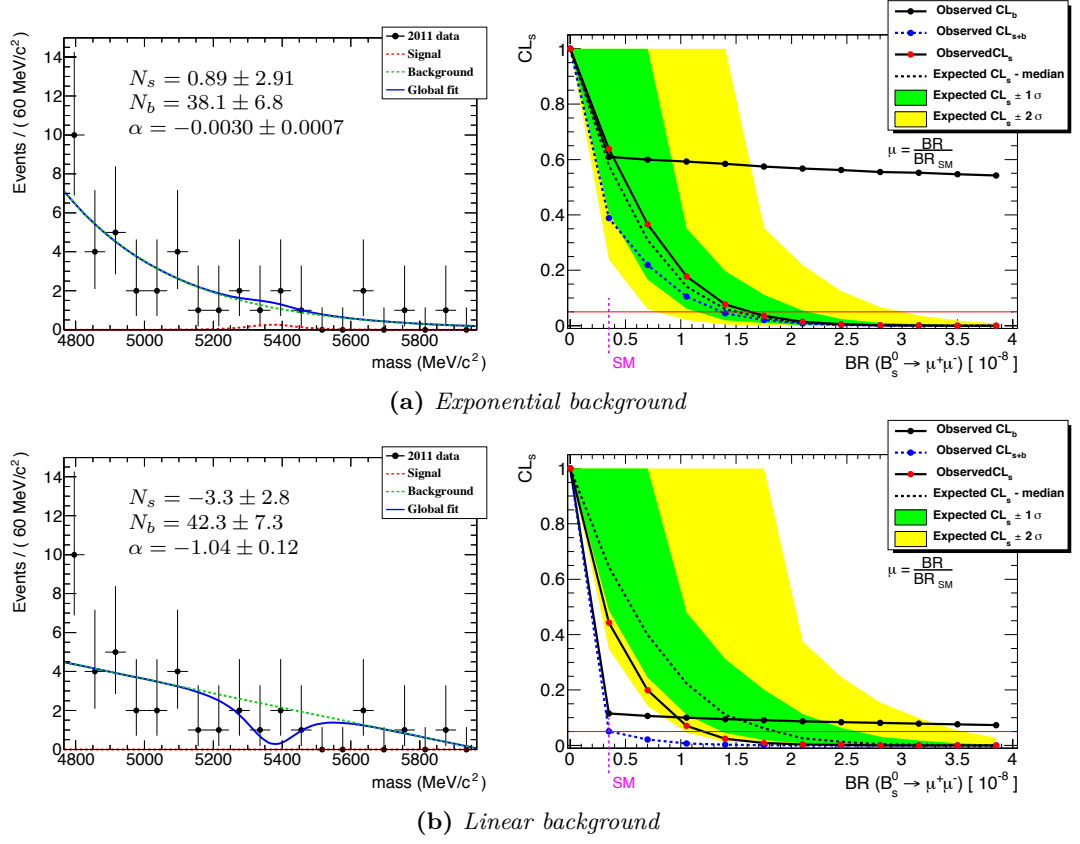 Events / ( 60 MeV/c²)
14
12
10
8
6
4
2
0
4800 5000 5200 5400 5600 5800
mass (MeV/c²)
N_s = 0.89 ± 2.91
N_b = 38.1 ± 6.8
α = −0.0030 ± 0.0007
2011 data
Signal
Background
Global fit
CL_s
1
0.8
0.6
0.4
0.2
0
0 0.5 1 1.5 2 2.5 3 3.5 4
SM
BR (B⁰_s → μ⁺μ⁻) [ 10⁻⁸ ]
Observed CL_b
Observed CL_{s+b}
ObservedCL_s
Expected CL_s - median
Expected CL_s ± 1 σ
Expected CL_s ± 2 σ
μ = BR / BR_SM
(a) Exponential background
Events / ( 60 MeV/c²)
14
12
10
8
6
4
2
0
4800 5000 5200 5400 5600 5800
mass (MeV/c²)
N_s = −3.3 ± 2.8
N_b = 42.3 ± 7.3
α = −1.04 ± 0.12
2011 data
Signal
Background
Global fit
CL_s
1
0.8
0.6
0.4
0.2
0
0 0.5 1 1.5 2 2.5 3 3.5 4
SM
BR (B⁰_s → μ⁺μ⁻) [ 10⁻⁸ ]
Observed CL_b
Observed CL_{s+b}
ObservedCL_s
Expected CL_s - median
Expected CL_s ± 1 σ
Expected CL_s ± 2 σ
μ = BR / BR_SM
(b) Linear background